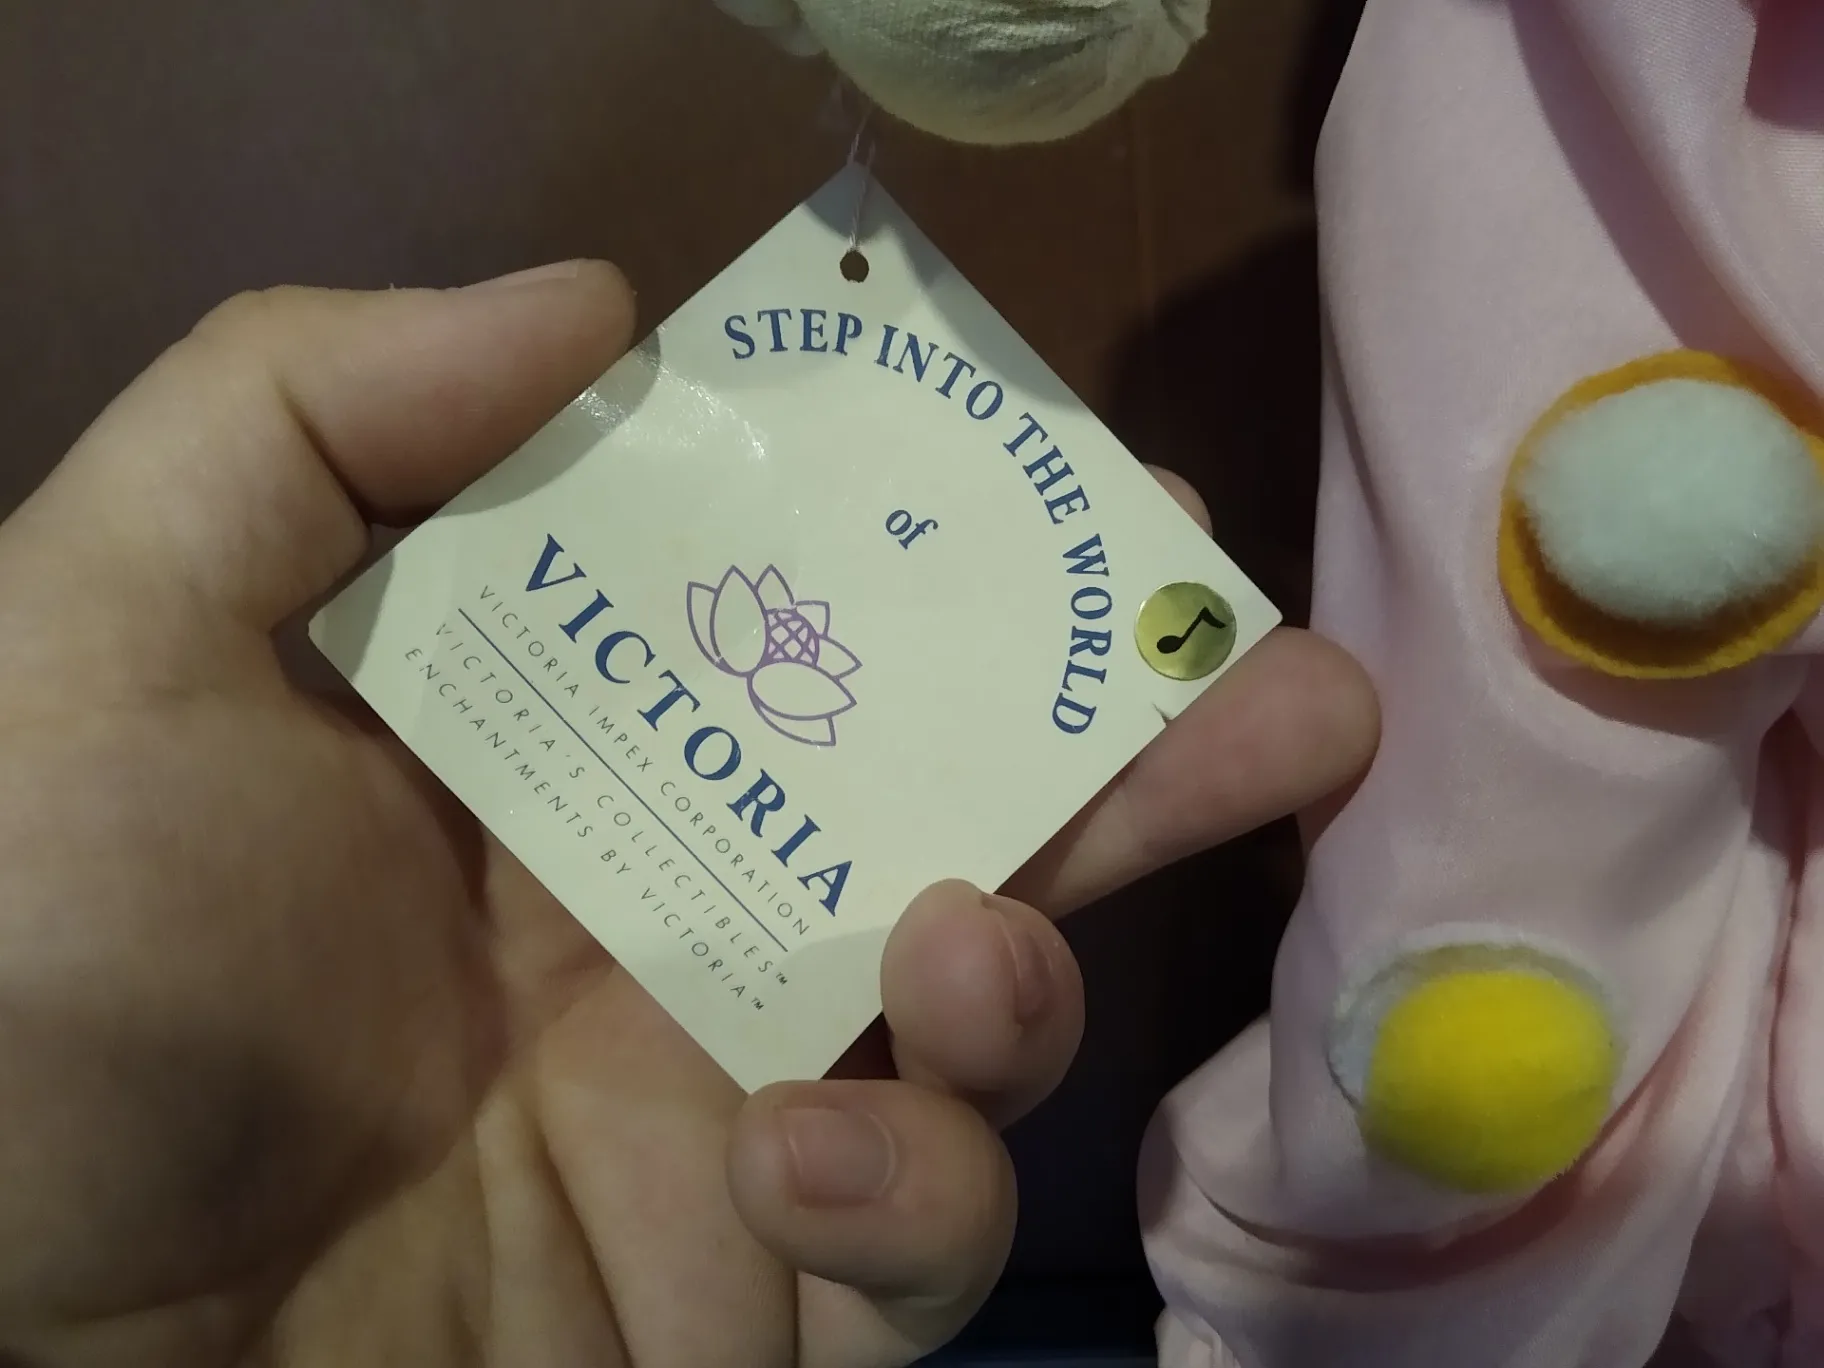 STEP INTO THE WORLD
of
VICTORIA
VICTORIA IMPEX CORPORATION
VICTORIA'S COLLECTIBLES™
ENCHANTMENTS BY VICTORIA™